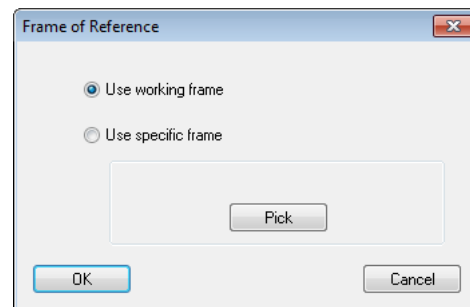 Frame of Reference
Use working frame
Use specific frame
Pick
OK
Cancel